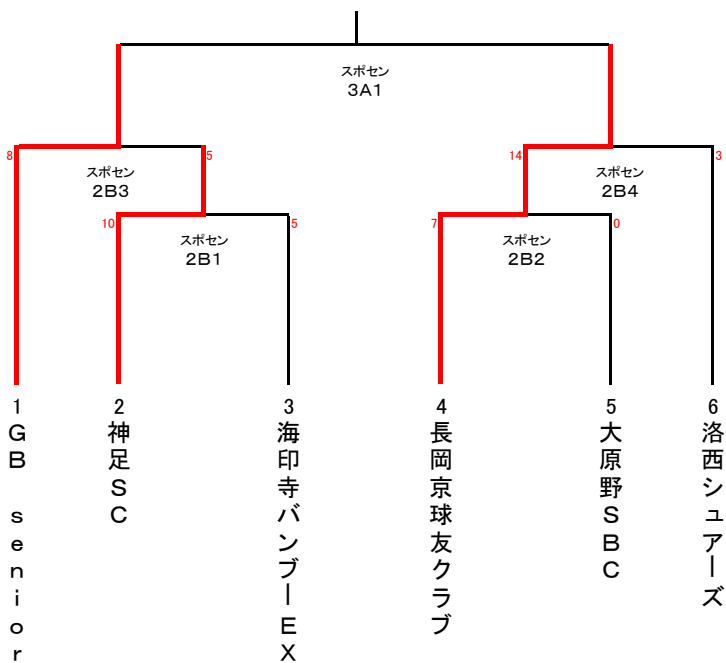 スポセン
3A1
8
5
14
3
スポセン
2B3
スポセン
2B4
10
5
7
0
スポセン
2B1
スポセン
2B2
1
GB senior
2
神足SC
3
海印寺バンブーEX
4
長岡京球友クラブ
5
大原野SBC
6
洛西シュアーズ